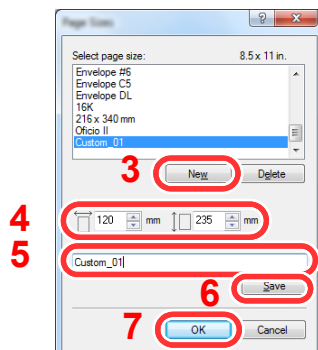 Page Sizes
Select page size: 8.5 x 11 in.
Envelope #6
Envelope C5
Envelope DL
16K
216 x 340 mm
Oficio II
Custom_01
3 New Delete
4 120 mm 235 mm
5 Custom_01
6 Save
7 OK Cancel